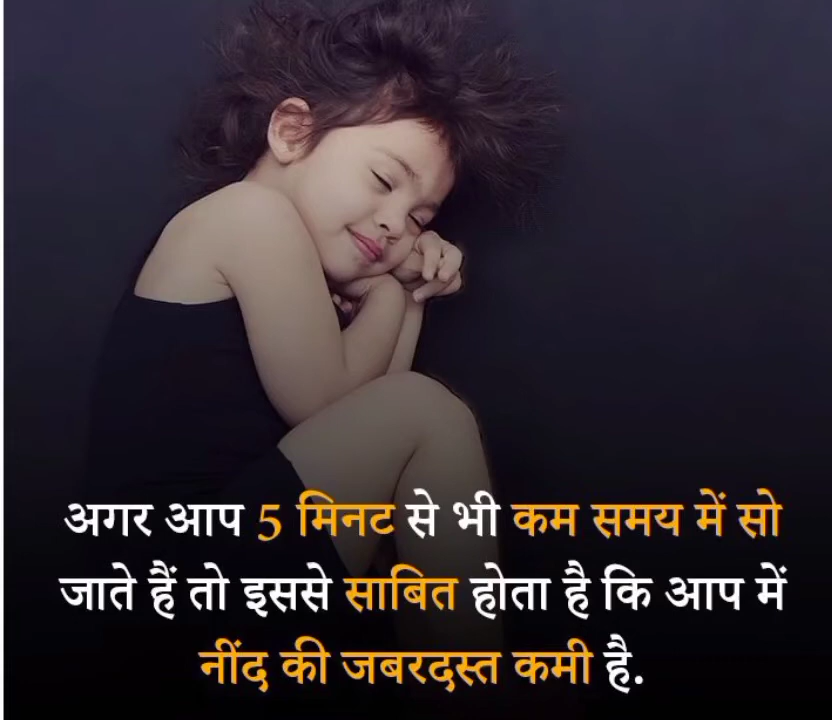 अगर आप 5 मिनट से भी कम समय में सो
जाते हैं तो इससे साबित होता है कि आप में
नींद की जबरदस्त कमी है.